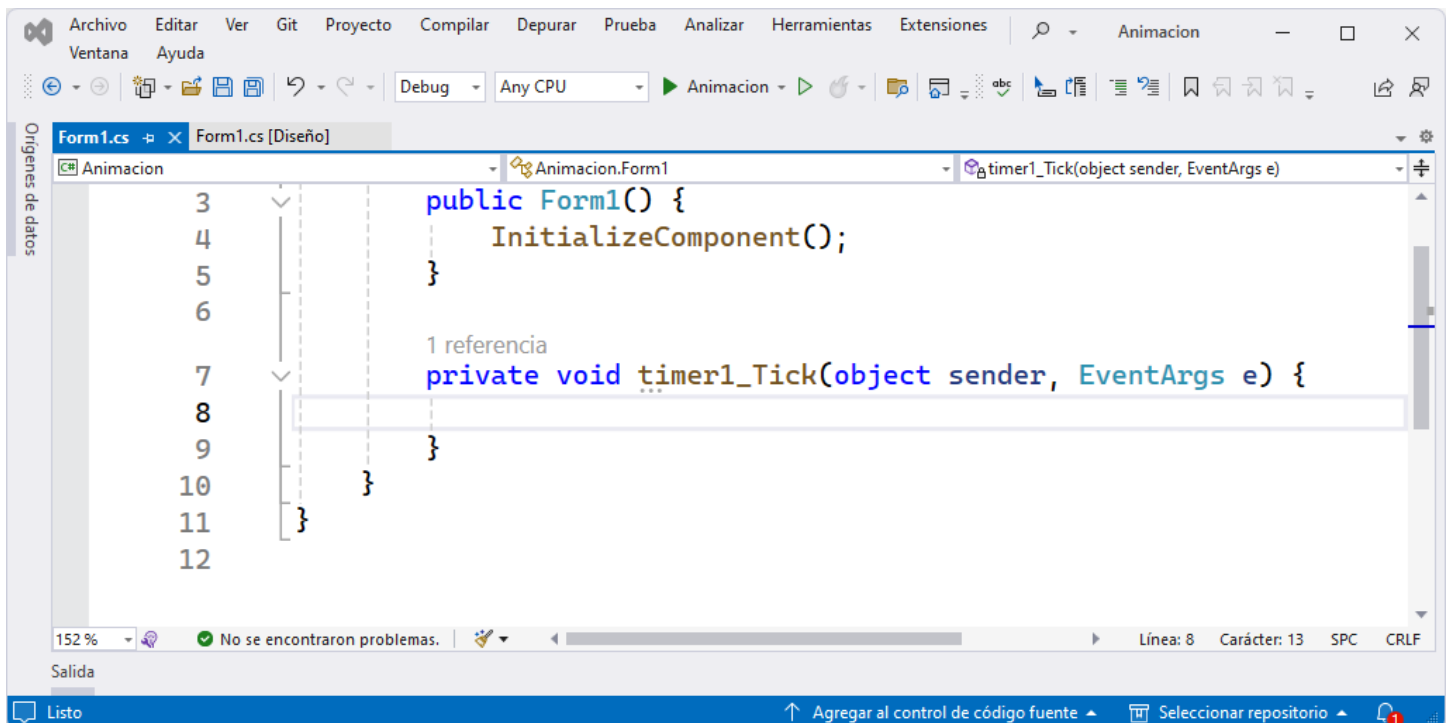 Archivo Editar Ver Git Proyecto Compilar Depurar Prueba Analizar Herramientas Extensiones Animacion
Ventana Ayuda
Debug Any CPU Animacion
Orígenes de datos
Form1.cs Form1.cs [Diseño]
C# Animacion Animacion.Form1 timer1_Tick(object sender, EventArgs e)
3 public Form1() {
4 InitializeComponent();
5 }
6
1 referencia
7 private void timer1_Tick(object sender, EventArgs e) {
8
9 }
10 }
11 }
12
152 % No se encontraron problemas. Línea: 8 Carácter: 13 SPC CRLF
Salida
Listo Agregar al control de código fuente Seleccionar repositorio 1